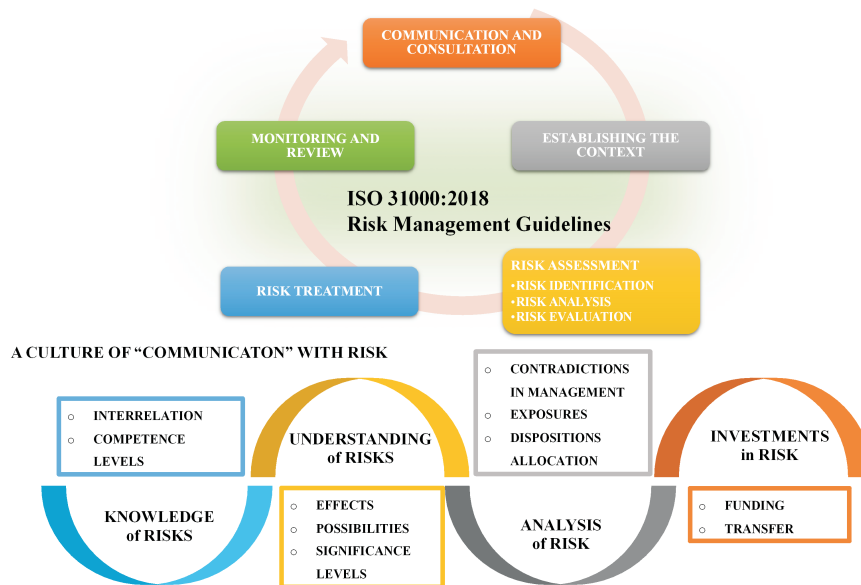 COMMUNICATION AND
CONSULTATION
MONITORING AND
REVIEW
ESTABLISHING THE
CONTEXT
ISO 31000:2018
Risk Management Guidelines
RISK TREATMENT
RISK ASSESSMENT
•RISK IDENTIFICATION
•RISK ANALYSIS
•RISK EVALUATION
A CULTURE OF “COMMUNICATON” WITH RISK
o INTERRELATION
o COMPETENCE
LEVELS
KNOWLEDGE
of RISKS
UNDERSTANDING
of RISKS
o EFFECTS
o POSSIBILITIES
o SIGNIFICANCE
LEVELS
o CONTRADICTIONS
IN MANAGEMENT
o EXPOSURES
o DISPOSITIONS
ALLOCATION
ANALYSIS
of RISK
INVESTMENTS
in RISK
o FUNDING
o TRANSFER